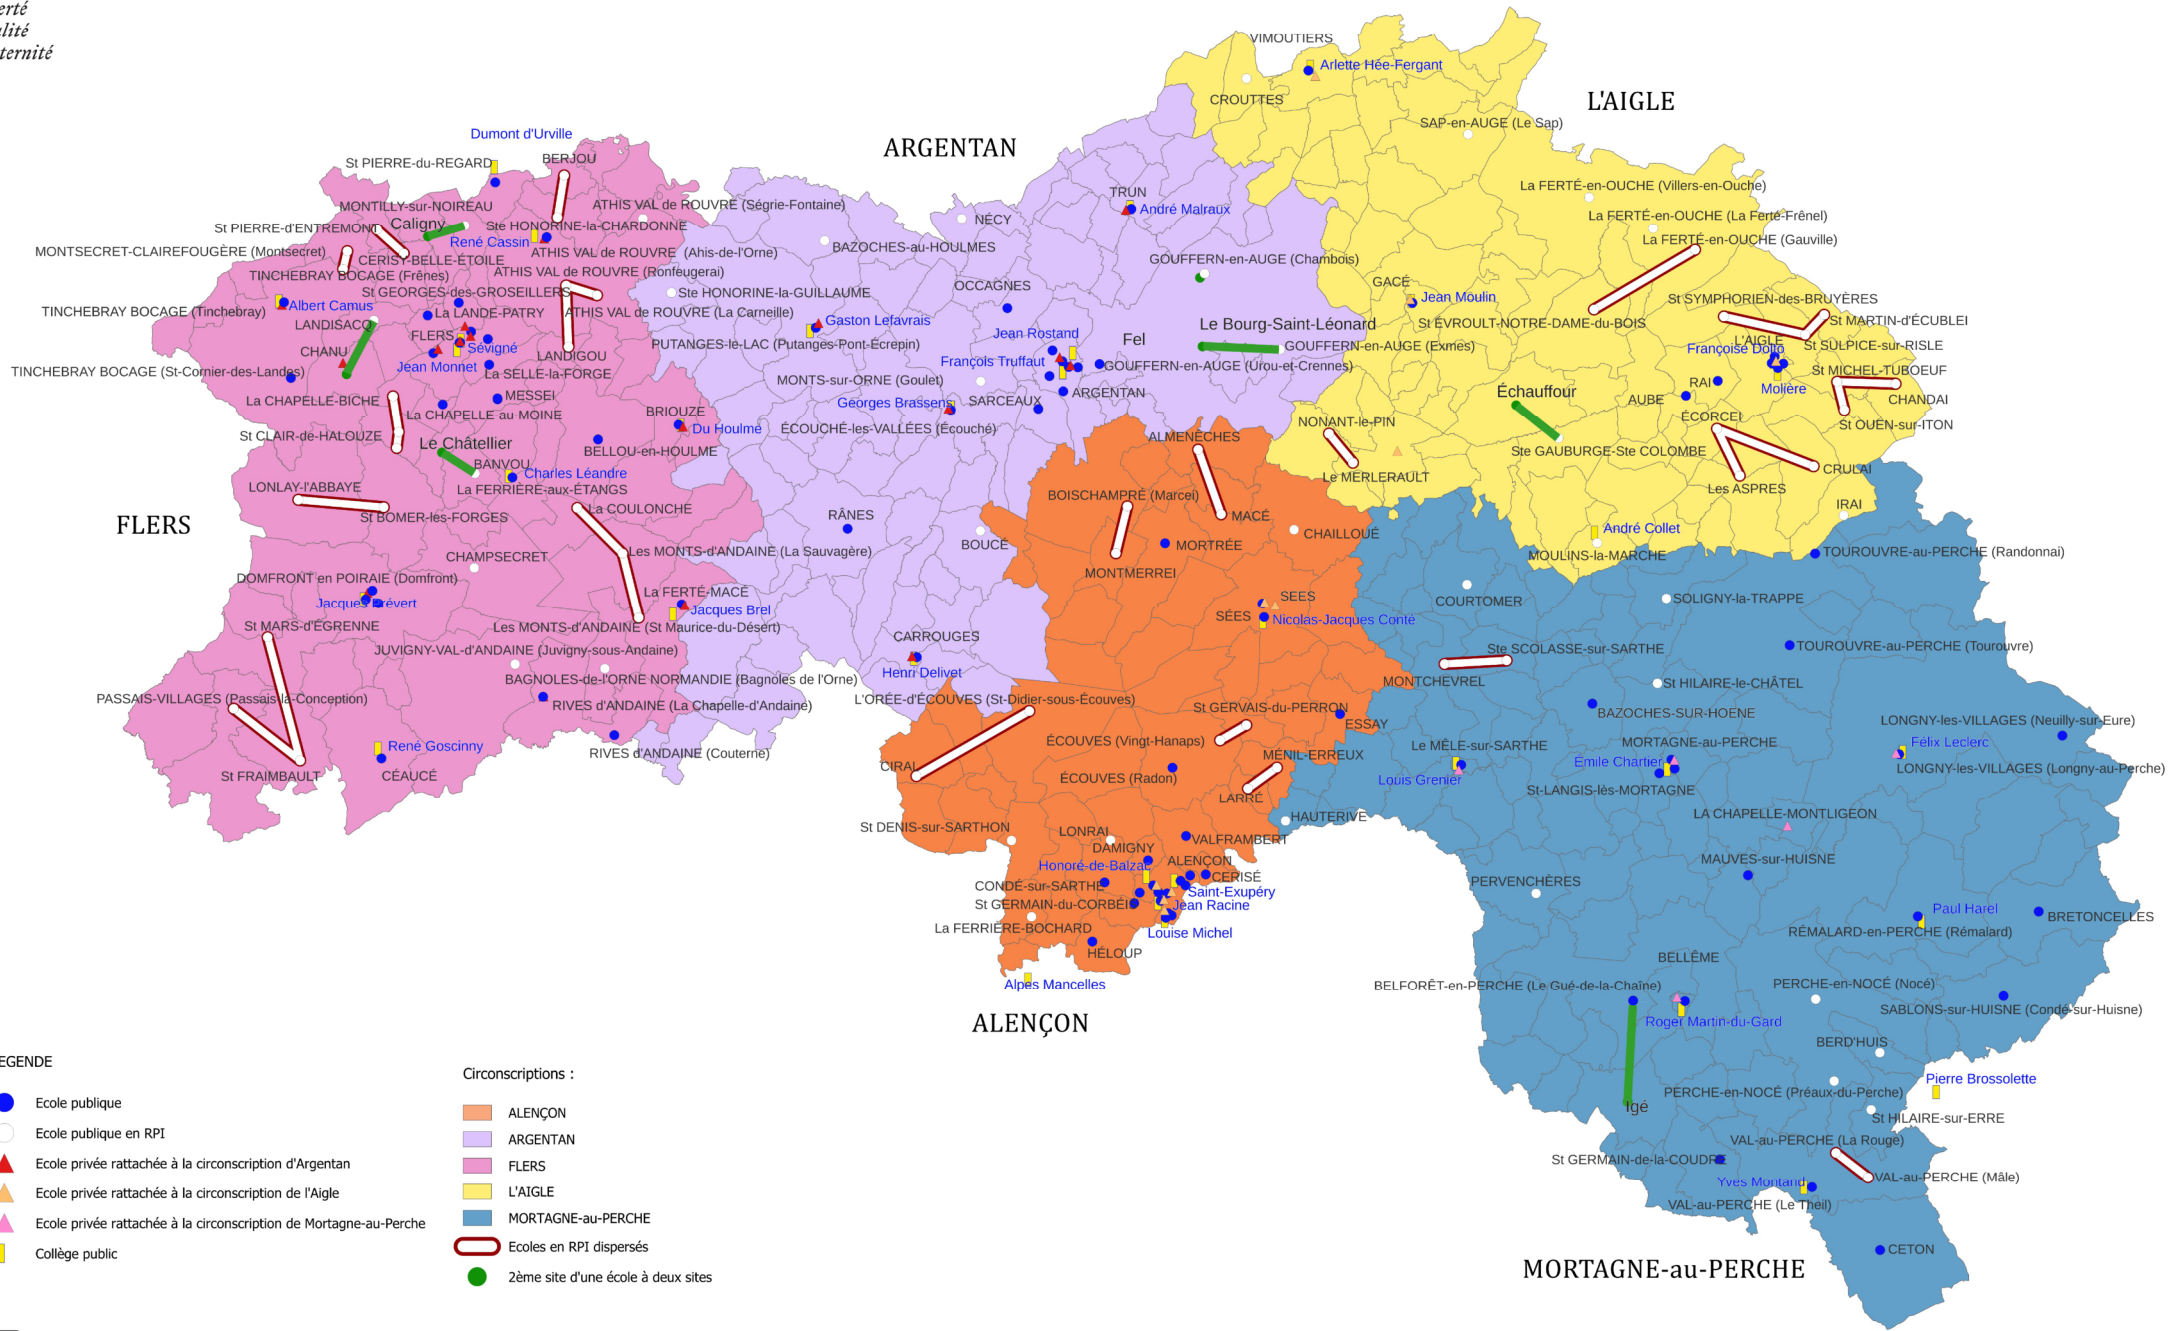 erté
lité
ternité
VIMOUTIERS
Arlette Hée-Fergant
CROUTTES
L'AIGLE
SAP-en-AUGE (Le Sap)
Dumont d'Urville
ARGENTAN
St PIERRE-du-REGARD
BERJOU
La FERTÉ-en-OUCHE (Villers-en-Ouche)
TRUN
André Malraux
MONTILLY-sur-NOIREAU
ATHIS VAL de ROUVRE (Ségrie-Fontaine)
NÉCY
La FERTÉ-en-OUCHE (La Ferté-Frênel)
St PIERRE-d'ENTREMONT
Caligny
Ste HONORINE-la-CHARDONNE
René Cassin
BAZOCHES-au-HOULMES
La FERTÉ-en-OUCHE (Gauville)
MONTSECRET-CLAIREFOUGÈRE (Montsecret)
CERISY-BELLE-ÉTOILE
ATHIS VAL de ROUVRE (Ahis-de-l'Orne)
GOUFFERN-en-AUGE (Chambois)
TINCHEBRAY BOCAGE (Frênes)
ATHIS VAL de ROUVRE (Ronfeugerai)
GACÉ
Jean Moulin
St GEORGES-des-GROSEILLERS
Ste HONORINE-la-GUILLAUME
OCCAGNES
St SYMPHORIEN-des-BRUYÈRES
TINCHEBRAY BOCAGE (Tinchebray)
Albert Camus
La LANDE-PATRY
ATHIS VAL de ROUVRE (La Carneille)
Gaston Lefavrais
LANDISACQ
Le Bourg-Saint-Léonard
St ÉVROULT-NOTRE-DAME-du-BOIS
St MARTIN-d'ÉCUBLEI
FLERS
Sévigné
Jean Rostand
Fel
L'AIGLE
CHANU
LANDIGOU
PUTANGES-le-LAC (Putanges-Pont-Écrepin)
GOUFFERN-en-AUGE (Exmes)
Françoise Dolto
St SULPICE-sur-RISLE
Jean Monnet
François Truffaut
GOUFFERN-en-AUGE (Urou-et-Crennes)
TINCHEBRAY BOCAGE (St-Cornier-des-Landes)
La SELLE-la-FORGE
MONTS-sur-ORNE (Goulet)
St MICHEL-TUBOEUF
RAI
Molière
La CHAPELLE-BICHE
MESSEI
Georges Brassens
SARCEAUX
ARGENTAN
Échauffour
AUBE
CHANDAI
La CHAPELLE au MOINE
BRIOUZE
Du Houlme
ÉCOUCHÉ-les-VALLÉES (Écouché)
NONANT-le-PIN
ÉCORCEI
St OUEN-sur-ITON
St CLAIR-de-HALOUZE
Le Châtellier
BELLOU-en-HOULME
ALMENÊCHES
Ste GAUBURGE-Ste COLOMBE
BANVOU
Charles Léandre
Le MERLERAULT
CRULAI
LONLAY-l'ABBAYE
La FERRIÈRE-aux-ÉTANGS
BOISCHAMPRÉ (Marcei)
Les ASPRES
La COULONCHE
IRAI
St BOMER-les-FORGES
RÂNES
MACÉ
FLERS
CHAILLOUÉ
André Collet
BOUCÉ
MORTRÉE
MOULINS-la-MARCHE
CHAMPSECRET
Les MONTS-d'ANDAINE (La Sauvagère)
TOUROUVRE-au-PERCHE (Randonnai)
MONTMERREI
DOMFRONT en POIRAIE (Domfront)
Jacques Prévert
La FERTÉ-MACÉ
Jacques Brel
SEES
COURTOMER
SOLIGNY-la-TRAPPE
SÉES
Nicolas-Jacques Conté
St MARS-d'ÉGRENNE
Les MONTS-d'ANDAINE (St Maurice-du-Désert)
CARROUGES
JUVIGNY-VAL-d'ANDAINE (Juvigny-sous-Andaine)
Ste SCOLASSE-sur-SARTHE
TOUROUVRE-au-PERCHE (Tourouvre)
Henri Delivet
BAGNOLES-de-l'ORNE NORMANDIE (Bagnoles de l'Orne)
MONTCHEVREL
St HILAIRE-le-CHÂTEL
PASSAIS-VILLAGES (Passais-la-Conception)
RIVES d'ANDAINE (La Chapelle-d'Andaine)
L'ORÉE-d'ÉCOUVES (St-Didier-sous-Écouves)
St GERVAIS-du-PERRON
ESSAY
BAZOCHES-SUR-HOENE
LONGNY-les-VILLAGES (Neuilly-sur-Eure)
René Goscinny
RIVES d'ANDAINE (Couterne)
ÉCOUVES (Vingt-Hanaps)
MÉNIL-ERREUX
Le MÊLE-sur-SARTHE
MORTAGNE-au-PERCHE
Félix Leclerc
St FRAIMBAULT
CÉAUCÉ
CIRAL
ÉCOUVES (Radon)
Louis Grenier
Émile Chartier
LONGNY-les-VILLAGES (Longny-au-Perche)
LARRÉ
St-LANGIS-lès-MORTAGNE
HAUTERIVE
LA CHAPELLE-MONTLIGEON
St DENIS-sur-SARTHON
LONRAI
VALFRAMBERT
DAMIGNY
ALENÇON
MAUVES-sur-HUISNE
Honoré-de-Balzac
CERISÉ
CONDÉ-sur-SARTHE
Saint-Exupéry
PERVENCHÈRES
St GERMAIN-du-CORBÉIS
Jean Racine
Paul Harel
BRETONCELLES
La FERRIÈRE-BOCHARD
Louise Michel
RÉMALARD-en-PERCHE (Rémalard)
HÉLOUP
BELLÊME
Alpes Mancelles
BELFORÊT-en-PERCHE (Le Gué-de-la-Chaîne)
PERCHE-en-NOCÉ (Nocé)
ALENÇON
Roger Martin-du-Gard
SABLONS-sur-HUISNE (Condé-sur-Huisne)
BERD'HUIS
Pierre Brossolette
PERCHE-en-NOCÉ (Préaux-du-Perche)
Igé
St HILAIRE-sur-ERRE
VAL-au-PERCHE (La Rouge)
St GERMAIN-de-la-COUDRE
VAL-au-PERCHE (Mâle)
Yves Montand
VAL-au-PERCHE (Le Theil)
CETON
MORTAGNE-au-PERCHE
EGENDE
Ecole publique
Ecole publique en RPI
Ecole privée rattachée à la circonscription d'Argentan
Ecole privée rattachée à la circonscription de l'Aigle
Ecole privée rattachée à la circonscription de Mortagne-au-Perche
Collège public
Circonscriptions :
ALENÇON
ARGENTAN
FLERS
L'AIGLE
MORTAGNE-au-PERCHE
Ecoles en RPI dispersés
2ème site d'une école à deux sites